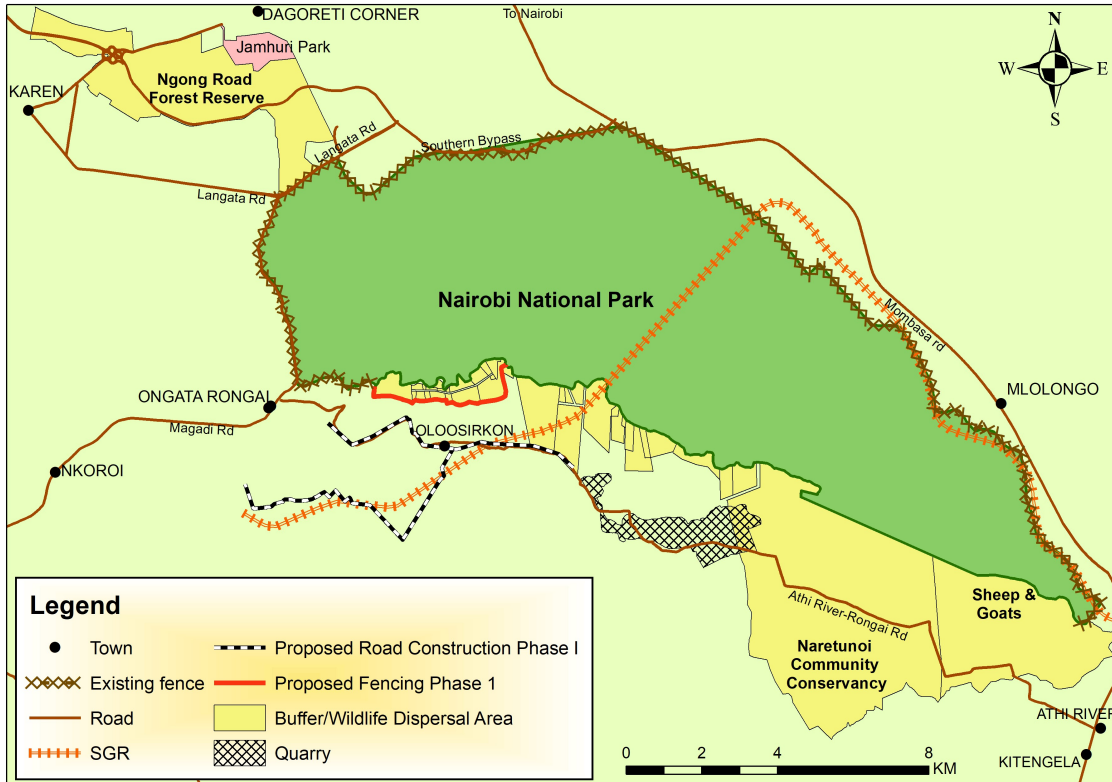 DAGORETI CORNER
To Nairobi
N
W
E
S
Jamhuri Park
Ngong Road
Forest Reserve
KAREN
Langata Rd
Southern Bypass
Langata Rd
Nairobi National Park
Mombasa rd
MLOLONGO
ONGATA RONGAI
Magadi Rd
OLOOSIRKON
NKOROI
Athi River-Rongai Rd
Sheep &
Goats
Naretunoi
Community
Conservancy
ATHI RIVER
KITENGELA
Legend
Town
Proposed Road Construction Phase I
Existing fence
Proposed Fencing Phase 1
Road
Buffer/Wildlife Dispersal Area
SGR
Quarry
0 2 4 8
KM